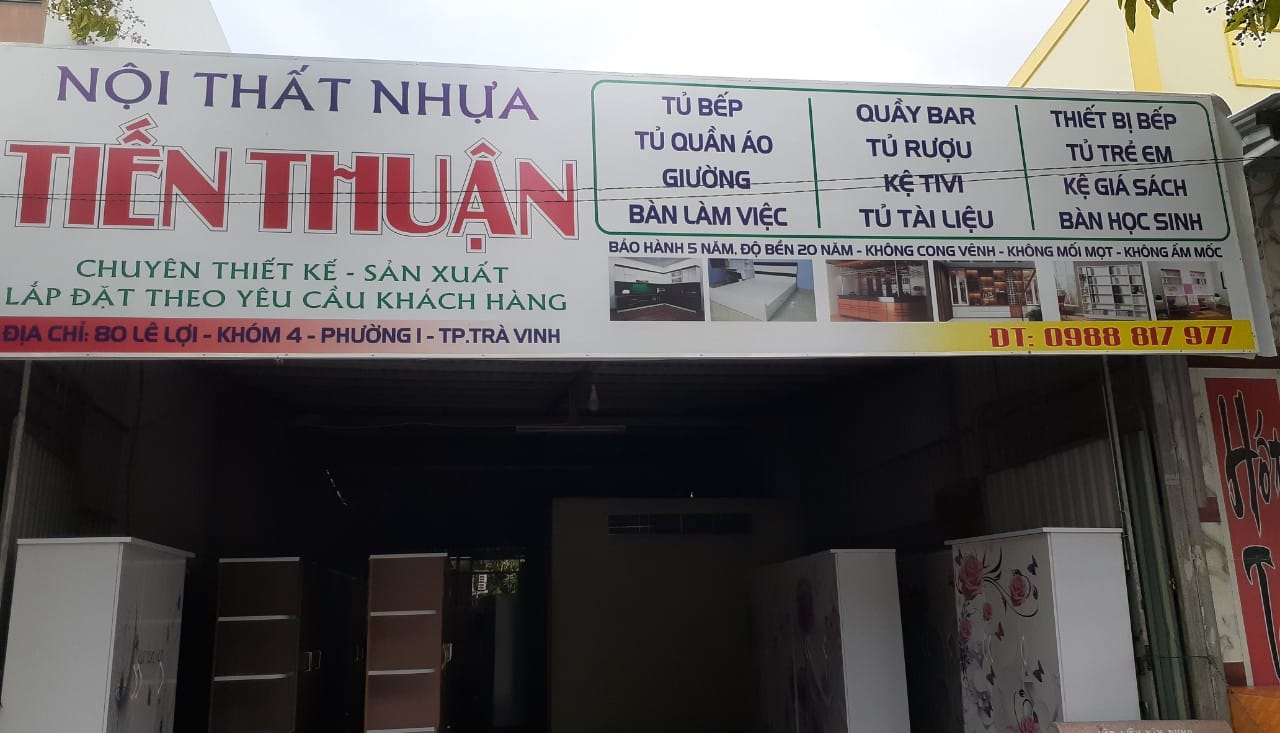 NỘI THẤT NHỰA
TIẾN THUẬN
CHUYÊN THIẾT KẾ - SẢN XUẤT
LẮP ĐẶT THEO YÊU CẦU KHÁCH HÀNG
ĐỊA CHỈ: 80 LÊ LỢI - KHÓM 4 - PHƯỜNG 1 - TP.TRÀ VINH
TỦ BẾP
TỦ QUẦN ÁO
GIƯỜNG
BÀN LÀM VIỆC
QUẦY BAR
TỦ RƯỢU
KỆ TIVI
TỦ TÀI LIỆU
THIẾT BỊ BẾP
TỦ TRẺ EM
KỆ GIÁ SÁCH
BÀN HỌC SINH
BẢO HÀNH 5 NĂM, ĐỘ BỀN 20 NĂM - KHÔNG CONG VÊNH - KHÔNG MỐI MỌT - KHÔNG ẨM MỐC
ĐT: 0988 817 977